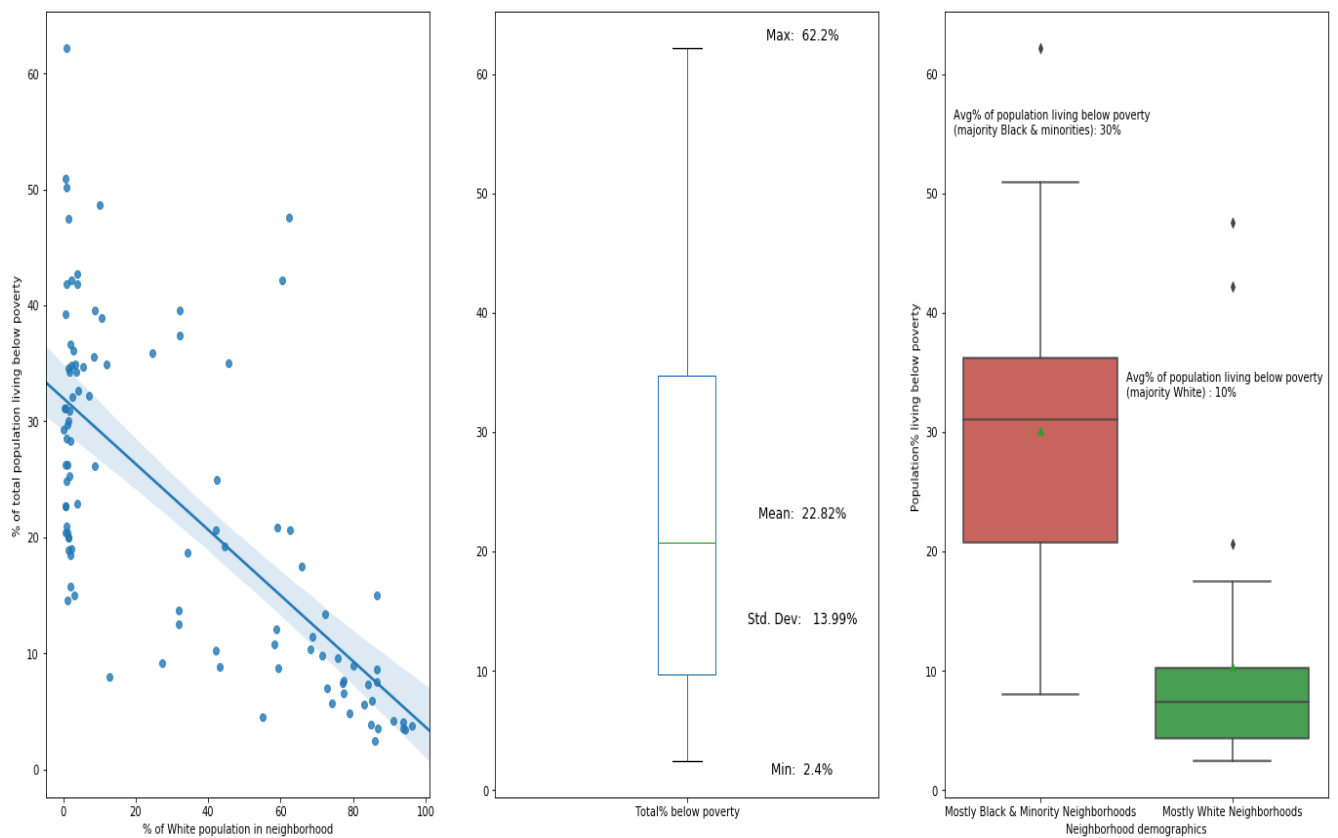 % of total population living below poverty
60
50
40
30
20
10
0
0 20 40 60 80 100
% of White population in neighborhood
Max: 62.2%
60
50
40
30
Mean: 22.82%
20
Std. Dev: 13.99%
10
Min: 2.4%
0
Total% below poverty
Population% living below poverty
60
Avg% of population living below poverty
(majority Black & minorities): 30%
50
40
Avg% of population living below poverty
(majority White) : 10%
30
20
10
0
Mostly Black & Minority Neighborhoods Mostly White Neighborhoods
Neighborhood demographics